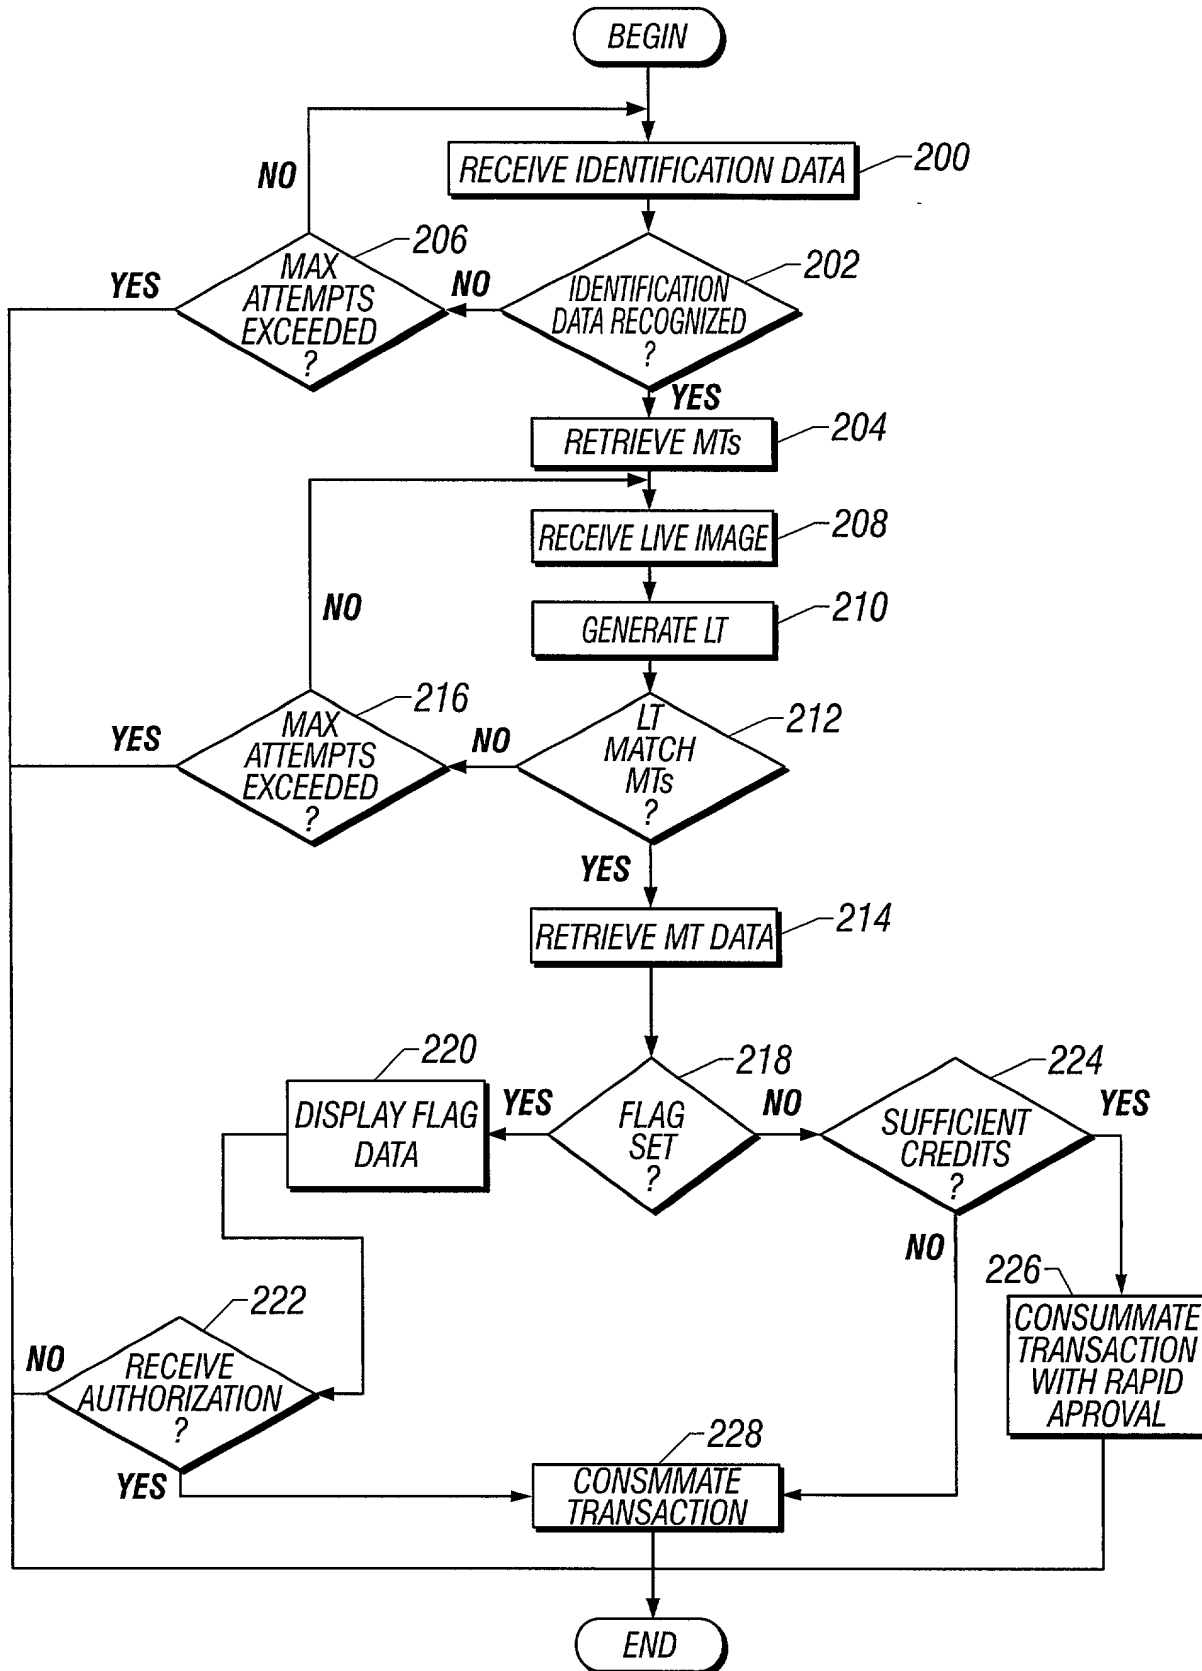 BEGIN
RECEIVE IDENTIFICATION DATA
200
NO
206
202
YES
MAX
ATTEMPTS
EXCEEDED
?
NO
IDENTIFICATION
DATA RECOGNIZED
?
YES
RETRIEVE MTs
204
RECEIVE LIVE IMAGE
208
NO
GENERATE LT
210
216
212
YES
MAX
ATTEMPTS
EXCEEDED
?
NO
LT
MATCH
MTs
?
YES
RETRIEVE MT DATA
214
220
218
224
DISPLAY FLAG
DATA
YES
FLAG
SET
?
NO
SUFFICIENT
CREDITS
?
YES
NO
226
CONSUMMATE
TRANSACTION
WITH RAPID
APROVAL
222
NO
RECEIVE
AUTHORIZATION
?
YES
228
CONSMMATE
TRANSACTION
END